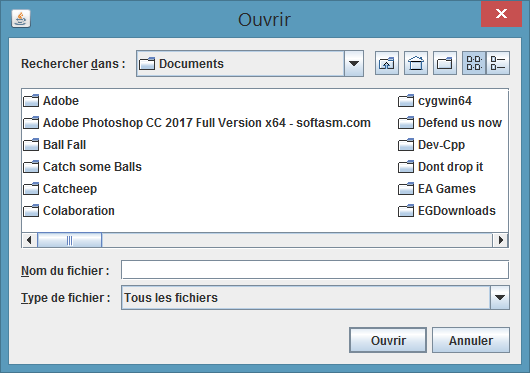 Ouvrir
Rechercher dans :
Documents
Adobe
Adobe Photoshop CC 2017 Full Version x64 - softasm.com
Ball Fall
Catch some Balls
Catcheep
Colaboration
cygwin64
Defend us now
Dev-Cpp
Dont drop it
EA Games
EGDownloads
Nom du fichier :
Type de fichier :
Tous les fichiers
Ouvrir
Annuler